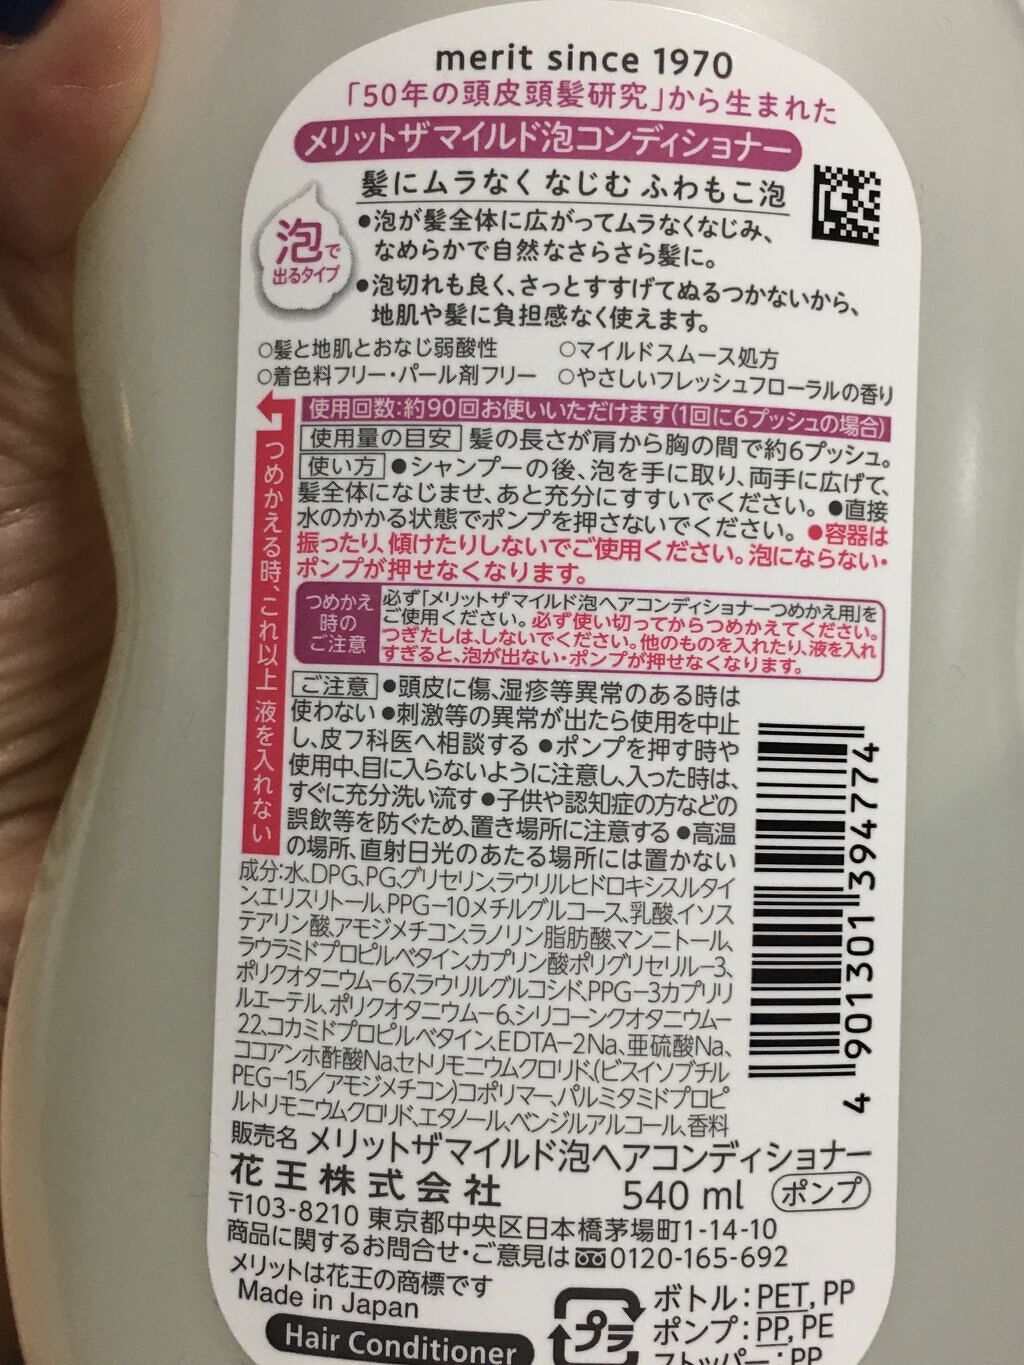 merit since 1970
「50年の頭皮頭髪研究」から生まれた
メリットザマイルド泡コンディショナー
髪にムラなくなじむ ふわもこ泡
泡で
出るタイプ
●泡が髪全体に広がってムラなくなじみ、
なめらかで自然なさらさら髪に。
●泡切れも良く、さっとすすげてぬるつかないから、
地肌や髪に負担感なく使えます。
○髪と地肌とおなじ弱酸性 ○マイルドスムース処方
○着色料フリー・パール剤フリー ○やさしいフレッシュフローラルの香り
つめかえる時、これ以上 液を入れない
使用回数:約90回お使いいただけます(1回に6プッシュの場合)
使用量の目安 髪の長さが肩から胸の間で約6プッシュ。
使い方 ●シャンプーの後、泡を手に取り、両手に広げて、
髪全体になじませ、あと充分にすすいでください。 ●直接
水のかかる状態でポンプを押さないでください。 ●容器は
振ったり、傾けたりしないでご使用ください。泡にならない・
ポンプが押せなくなります。
つめかえ
時の
ご注意
必ず「メリットザマイルド泡ヘアコンディショナーつめかえ用」を
ご使用ください。必ず使い切ってからつめかえてください。
つぎたしは、しないでください。他のものを入れたり、液を入れ
すぎると、泡が出ない・ポンプが押せなくなります。
ご注意 ●頭皮に傷、湿疹等異常のある時は
使わない ●刺激等の異常が出たら使用を中止
し、皮フ科医へ相談する ●ポンプを押す時や
使用中、目に入らないように注意し、入った時は、
すぐに充分洗い流す ●子供や認知症の方などの
誤飲等を防ぐため、置き場所に注意する ●高温
の場所、直射日光のあたる場所には置かない
成分:水、DPG、PG、グリセリン、ラウリルヒドロキシスルタイ
ン、エリスリトール、PPG-10メチルグルコース、乳酸、イソス
テアリン酸、アモジメチコン、ラノリン脂肪酸、マンニトール、
ラウラミドプロピルベタイン、カプリン酸ポリグリセリル-3、
ポリクオタニウム-67、ラウリルグルコシド、PPG-3カプリリ
ルエーテル、ポリクオタニウム-6、シリコーンクオタニウム-
22、コカミドプロピルベタイン、EDTA-2Na、亜硫酸Na、
ココアンホ酢酸Na、セトリモニウムクロリド、(ビスイソブチル
PEG-15/アモジメチコン)コポリマー、パルミタミドプロピ
ルトリモニウムクロリド、エタノール、ベンジルアルコール、香料
4 901301 394774
販売名 メリットザマイルド泡ヘアコンディショナー
花王株式会社 540 ml ポンプ
〒103-8210 東京都中央区日本橋茅場町1-14-10
商品に関するお問合せ・ご意見は 0120-165-692
メリットは花王の商標です
Made in Japan
Hair Conditioner
プラ
ボトル:PET, PP
ポンプ:PP, PE
ストッパー:PP